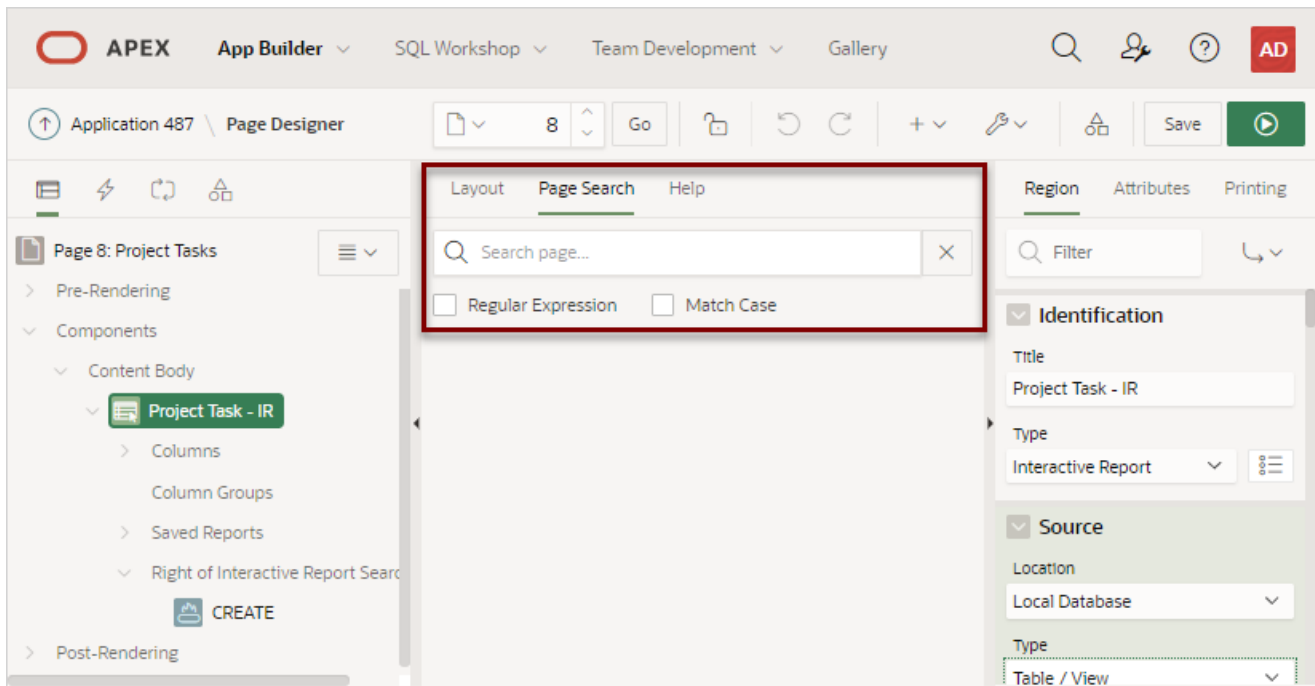 APEX App Builder SQL Workshop Team Development Gallery AD
Application 487 \ Page Designer 8 Go Save
Layout Page Search Help
Region Attributes Printing
Page 8: Project Tasks
Search page...
Filter
Pre-Rendering
Regular Expression Match Case
Identification
Components
Title
Content Body
Project Task - IR
Project Task - IR
Type
Columns
Interactive Report
Column Groups
Saved Reports
Source
Location
Right of Interactive Report Searc
Local Database
CREATE
Type
Post-Rendering
Table / View